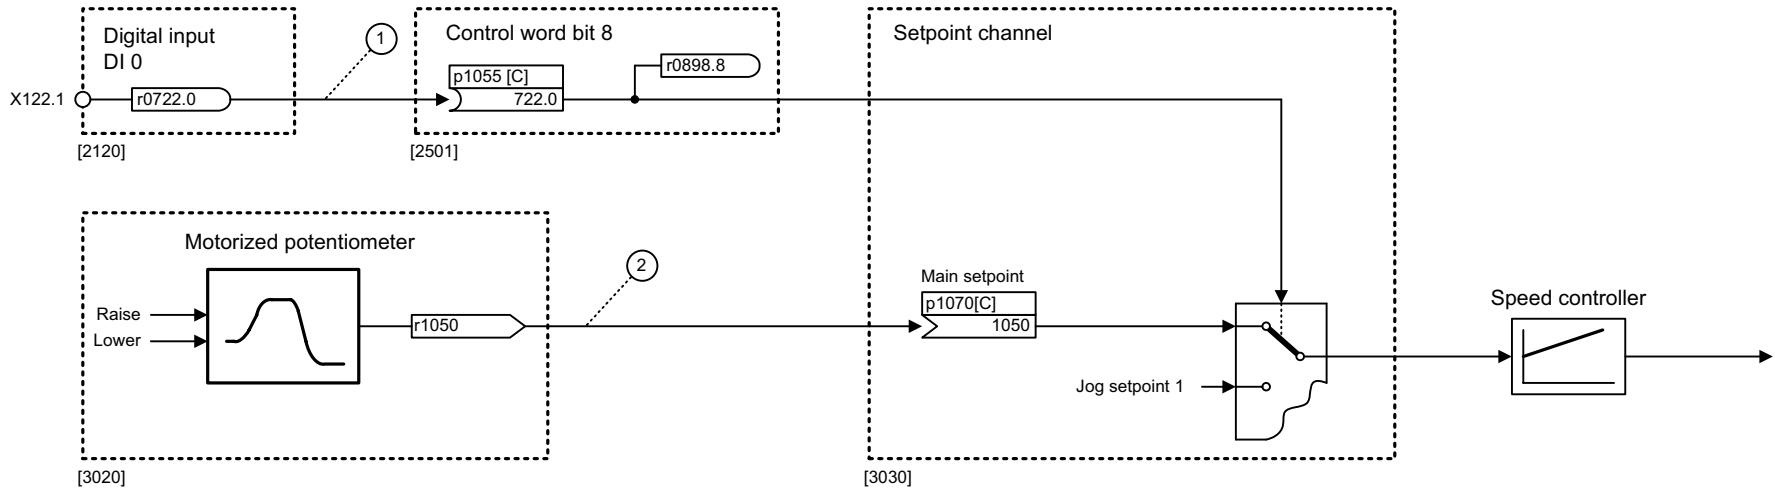 Digital input
DI 0
X122.1
r0722.0
[2120]
1
Control word bit 8
p1055 [C]
722.0
r0898.8
[2501]
Setpoint channel
Motorized potentiometer
Raise
Lower
r1050
[3020]
2
Main setpoint
p1070[C]
1050
Jog setpoint 1
[3030]
Speed controller